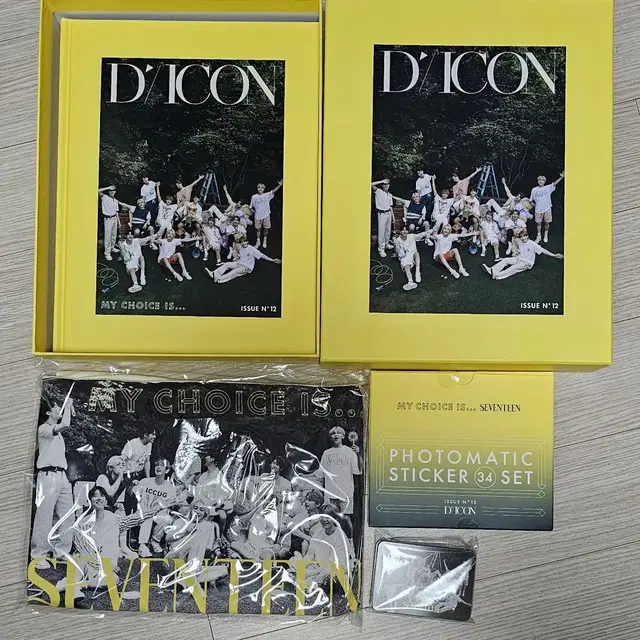 D'/ICON
MY CHOICE IS...
ISSUE N°12
D'/ICON
ISSUE N°12
MY CHOICE IS...
ICCUG
SEVENTEEN
MY CHOICE IS... SEVENTEEN
PHOTOMATIC
STICKER 34 SET
ISSUE N°12
D'/ICON